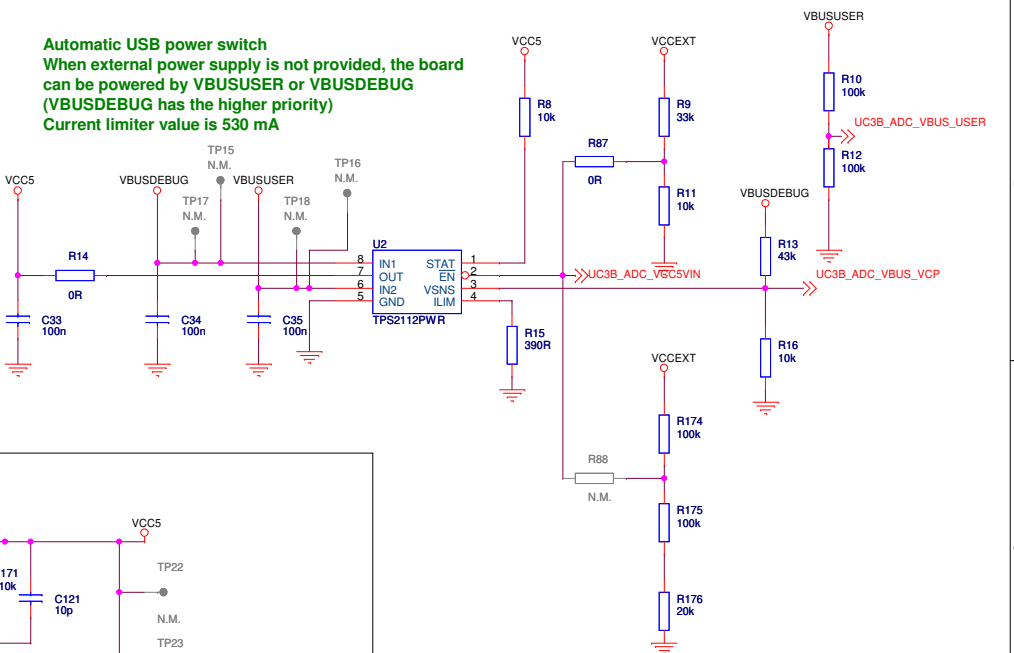 Automatic USB power switch
When external power supply is not provided, the board
can be powered by VBUSUSER or VBUSDEBUG
(VBUSDEBUG has the higher priority)
Current limiter value is 530 mA
VCC5
R8
10k
VCCEXT
R9
33k
R87
0R
R11
10k
VBUSUSER
R10
100k
UC3B_ADC_VBUS_USER
R12
100k
VCC5
R14
0R
C33
100n
VBUSDEBUG
TP15
N.M.
TP17
N.M.
C34
100n
VBUSUSER
TP18
N.M.
TP16
N.M.
C35
100n
U2
8 IN1 STAT 1
7 OUT EN 2
6 IN2 VSNS 3
5 GND ILIM 4
TPS2112PWR
UC3B_ADC_VCC5VIN
R15
390R
VBUSDEBUG
R13
43k
UC3B_ADC_VBUS_VCP
R16
10k
VCCEXT
R174
100k
R88
N.M.
R175
100k
R176
20k
VCC5
171
10k
C121
10p
TP22
N.M.
TP23